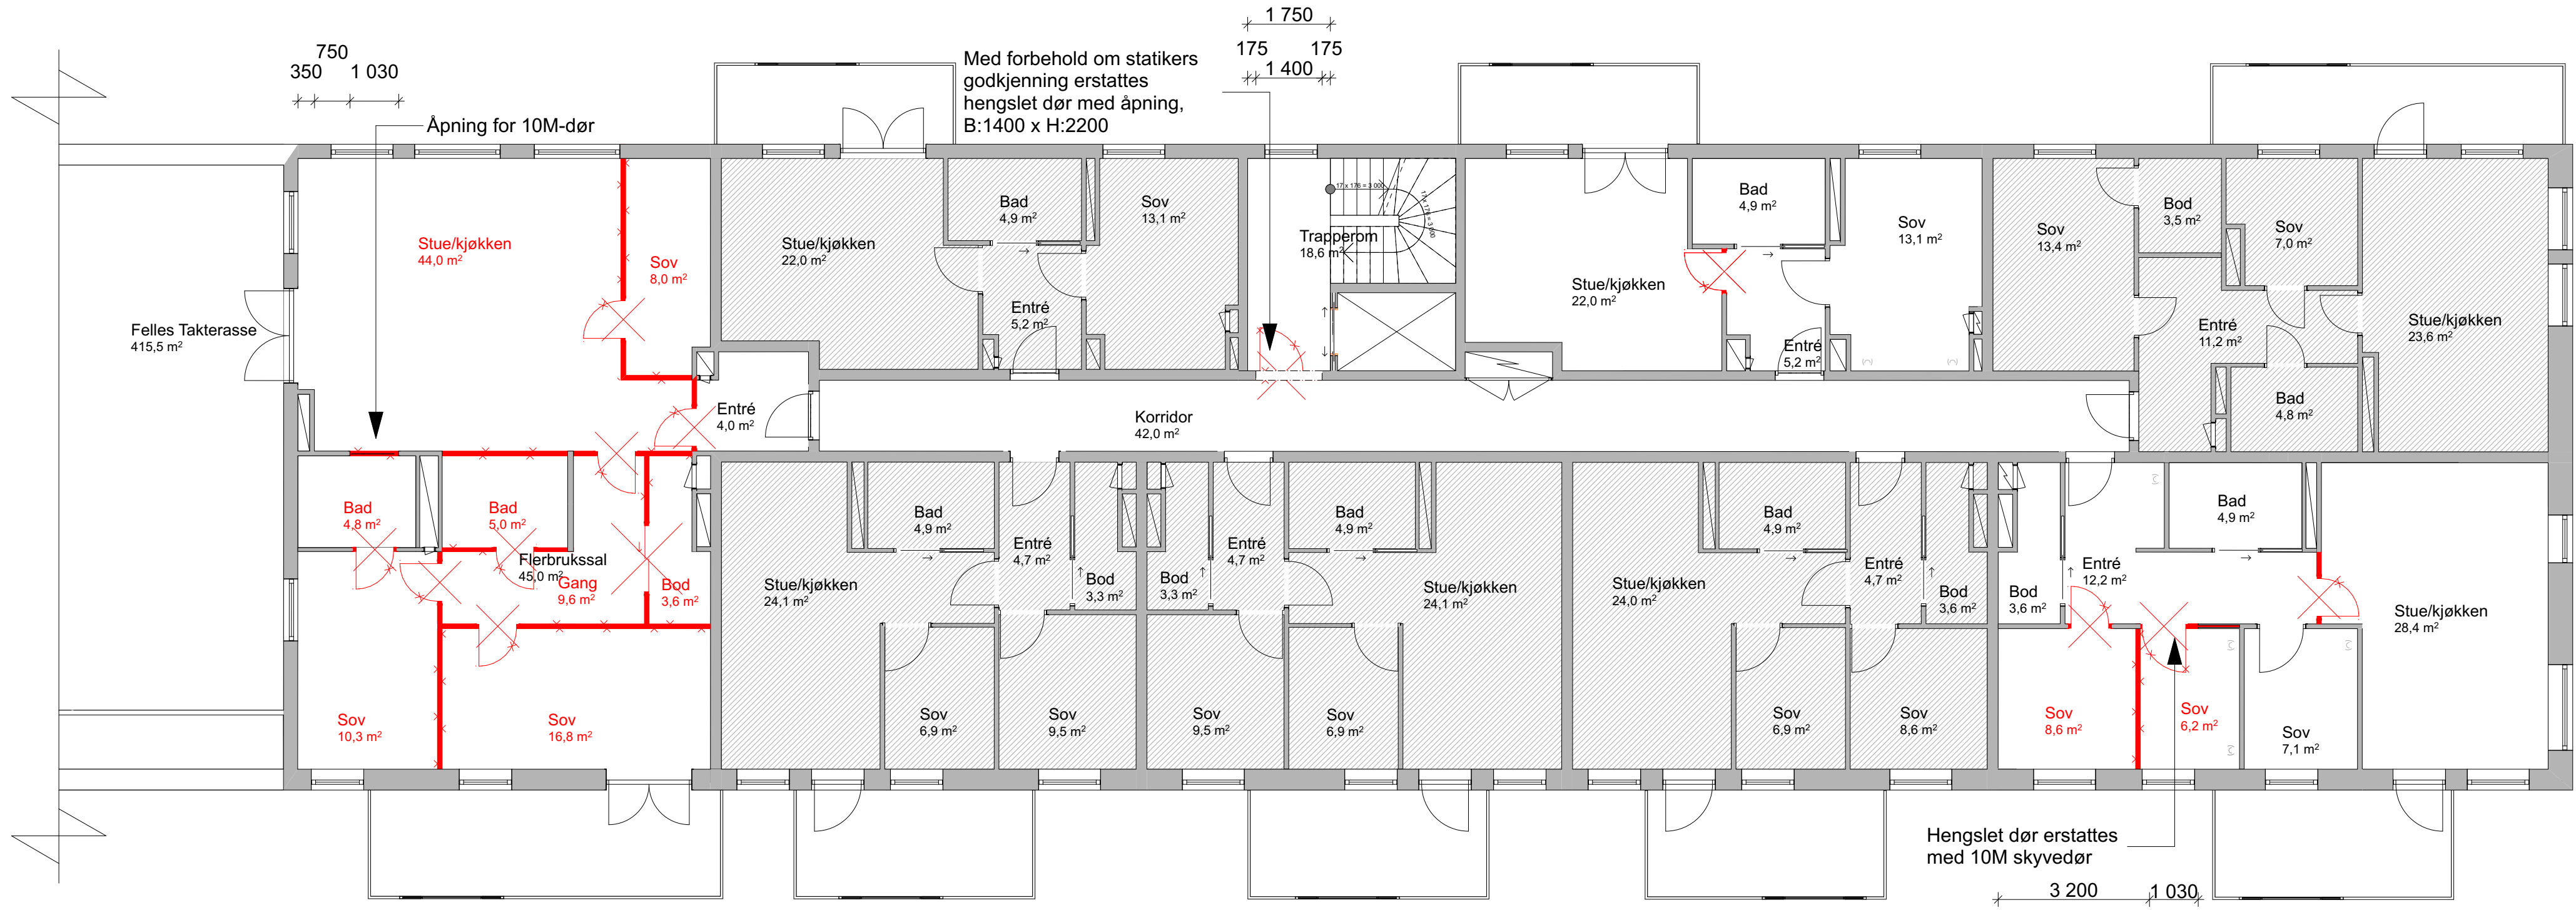 1 750
175 175
1 400
750
350 1 030
Med forbehold om statikers
godkjenning erstattes
hengslet dør med åpning,
B:1400 x H:2200
Åpning for 10M-dør
Felles Takterasse
415,5 m²
Stue/kjøkken
44,0 m²
Sov
8,0 m²
Stue/kjøkken
22,0 m²
Bad
4,9 m²
Sov
13,1 m²
Entré
5,2 m²
17 x 176 = 3 000
17 x 176 = 3 000
Trapperom
18,6 m²
Stue/kjøkken
22,0 m²
Bad
4,9 m²
Sov
13,1 m²
Entré
5,2 m²
Sov
13,4 m²
Bod
3,5 m²
Sov
7,0 m²
Entré
11,2 m²
Stue/kjøkken
23,6 m²
Bad
4,8 m²
Entré
4,0 m²
Korridor
42,0 m²
Bad
4,8 m²
Bad
5,0 m²
Flerbrukssal
45,0 m²
Gang
9,6 m²
Bod
3,6 m²
Sov
10,3 m²
Sov
16,8 m²
Stue/kjøkken
24,1 m²
Bad
4,9 m²
Entré
4,7 m²
Bod
3,3 m²
Sov
6,9 m²
Sov
9,5 m²
Bod
3,3 m²
Entré
4,7 m²
Bad
4,9 m²
Stue/kjøkken
24,1 m²
Sov
9,5 m²
Sov
6,9 m²
Stue/kjøkken
24,0 m²
Bad
4,9 m²
Entré
4,7 m²
Bod
3,6 m²
Sov
6,9 m²
Sov
8,6 m²
Bod
3,6 m²
Entré
12,2 m²
Bad
4,9 m²
Stue/kjøkken
28,4 m²
Sov
8,6 m²
Sov
6,2 m²
Sov
7,1 m²
Hengslet dør erstattes
med 10M skyvedør
3 200 1 030